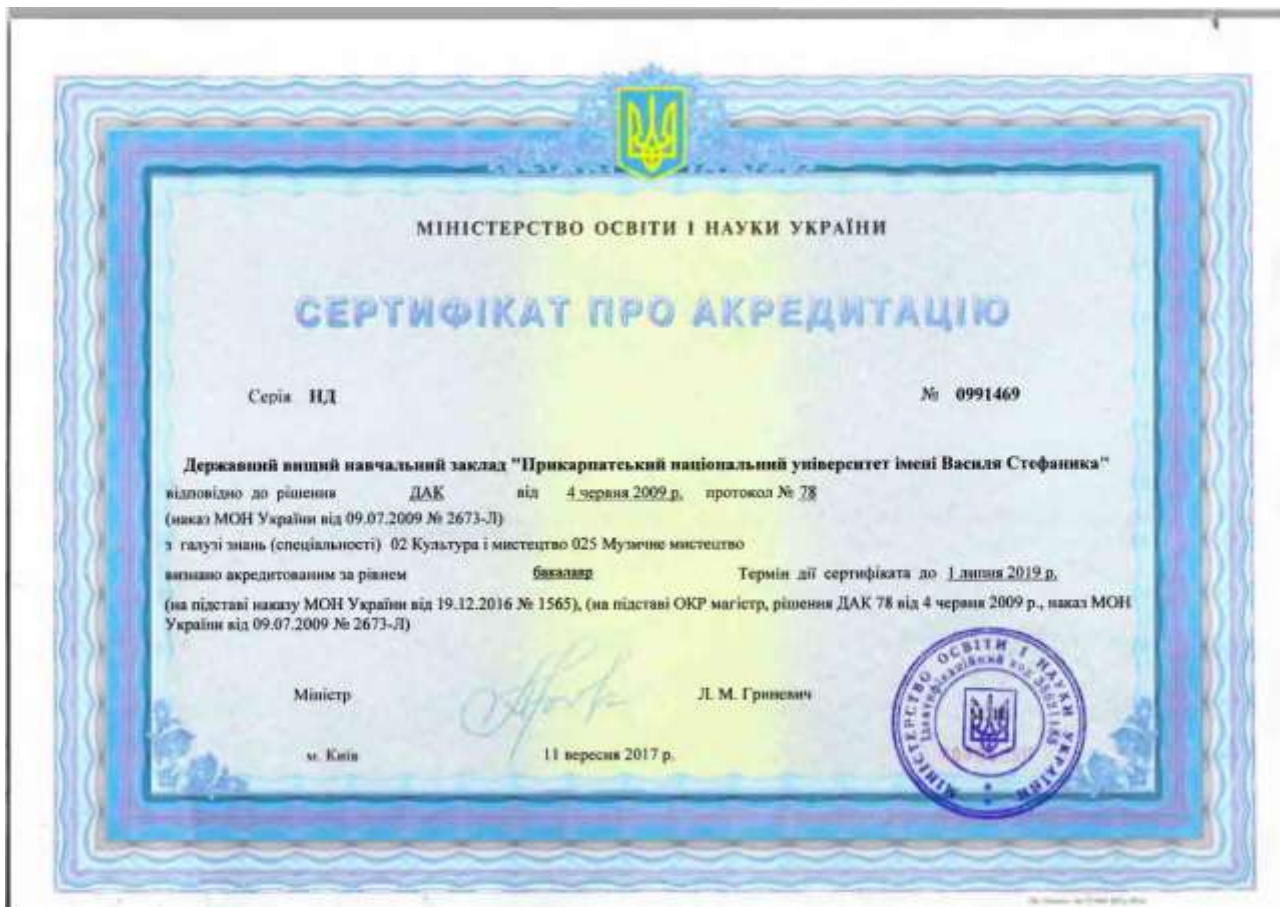 МІНІСТЕРСТВО ОСВІТИ І НАУКИ УКРАЇНИ
СЕРТИФІКАТ ПРО АКРЕДИТАЦІЮ
Серія НД № 0991469
Державний вищий навчальний заклад "Прикарпатський національний університет імені Василя Стефаника"
відповідно до рішення ДАК від 4 червня 2009 р. протокол № 78
(наказ МОН України від 09.07.2009 № 2673-Л)
з галузі знань (спеціальності) 02 Культура і мистецтво 025 Музичне мистецтво
визнано акредитованим за рівнем бакалавр Термін дії сертифіката до 1 липня 2019 р.
(на підставі наказу МОН України від 19.12.2016 № 1565), (на підставі ОКР магістр, рішення ДАК 78 від 4 червня 2009 р., наказ МОН
України від 09.07.2009 № 2673-Л)
Міністр Л. М. Гриневич
м. Київ 11 вересня 2017 р.
МІНІСТЕРСТВО ОСВІТИ І НАУКИ УКРАЇНИ
Ідентифікаційний код